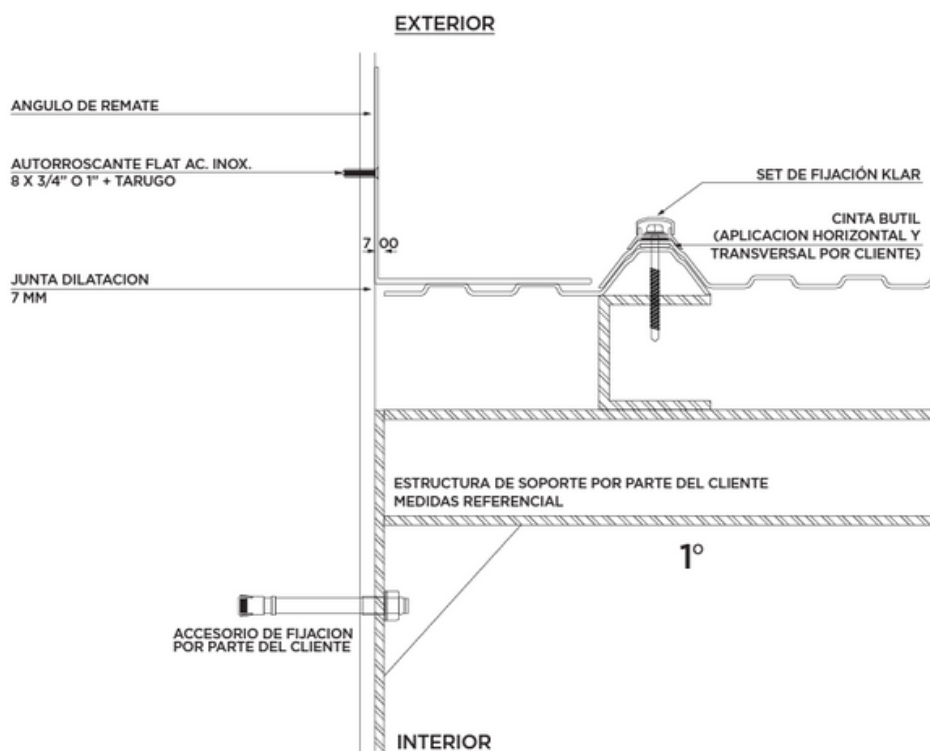 EXTERIOR
ANGULO DE REMATE
AUTORROSCANTE FLAT AC. INOX.
8 X 3/4" O 1" + TARUGO
SET DE FIJACIÓN KLAR
CINTA BUTIL
(APLICACION HORIZONTAL Y
TRANSVERSAL POR CLIENTE)
7 00
JUNTA DILATACION
7 MM
ESTRUCTURA DE SOPORTE POR PARTE DEL CLIENTE
MEDIDAS REFERENCIAL
1°
ACCESORIO DE FIJACION
POR PARTE DEL CLIENTE
INTERIOR